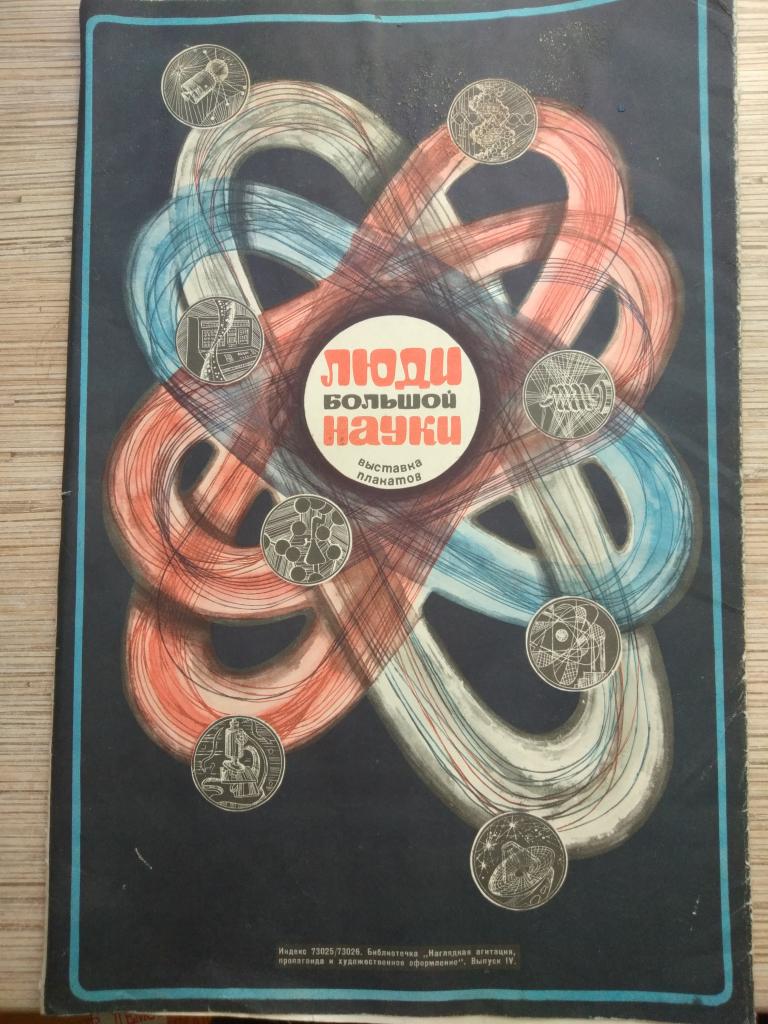 ЛЮДИ
БОЛЬШОЙ
НАУКИ
выставка
плакатов
Индекс 73025/73026. Библиотечка „Наглядная агитация,
пропаганда и художественное оформление". Выпуск IV.